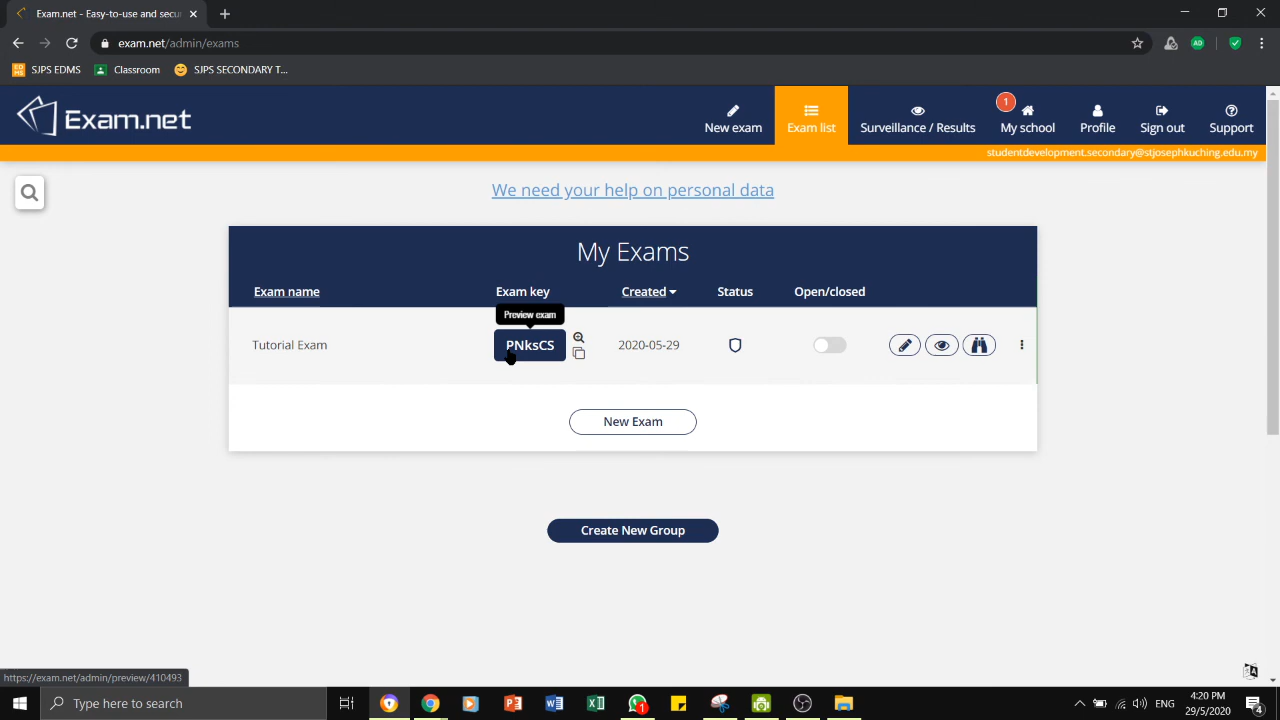 Exam.net - Easy-to-use and secu
exam.net/admin/exams
SJPS EDMS
Classroom
SJPS SECONDARY T...
Exam.net
New exam
Exam list
Surveillance / Results
1
My school
Profile
Sign out
Support
studentdevelopment.secondary@stjosephkuching.edu.my
We need your help on personal data
My Exams
Exam name Exam key Created Status Open/closed
Preview exam
Tutorial Exam PNksCS 2020-05-29
New Exam
Create New Group
https://exam.net/admin/preview/410493
Type here to search
1
ENG
4:20 PM
29/5/2020
4